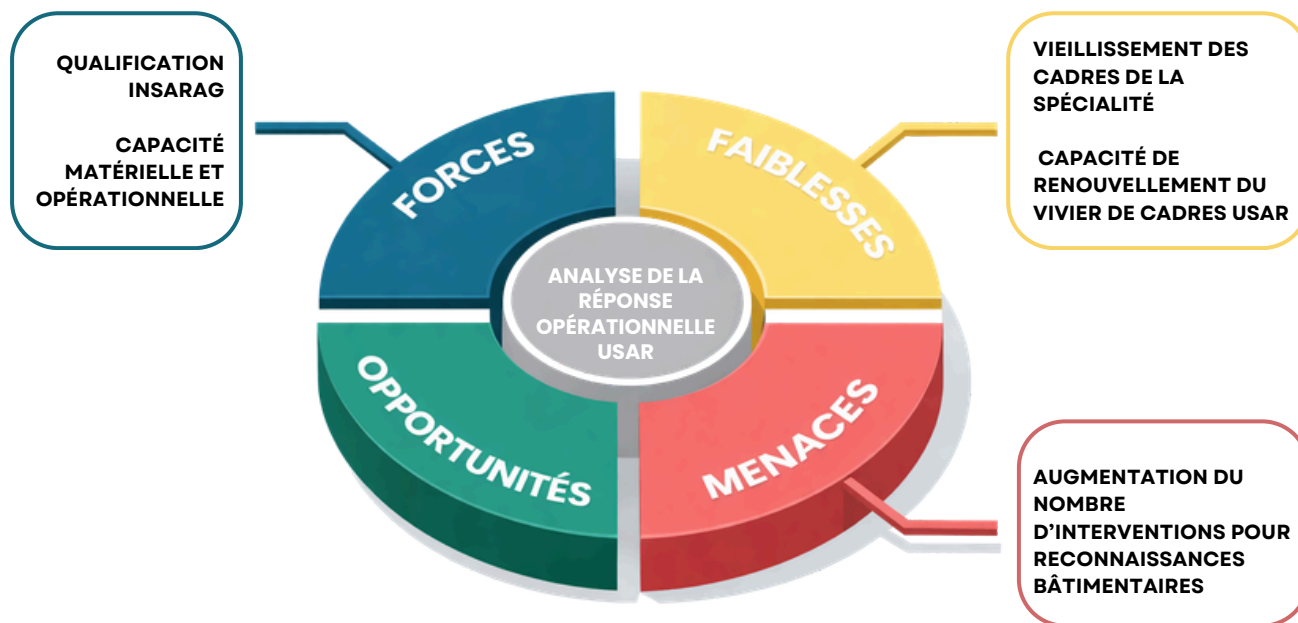 QUALIFICATION
INSARAG
CAPACITÉ
MATÉRIELLE ET
OPÉRATIONNELLE
FORCES
FAIBLESSES
VIEILLISSEMENT DES
CADRES DE LA
SPÉCIALITÉ
CAPACITÉ DE
RENOUVELLEMENT DU
VIVIER DE CADRES USAR
ANALYSE DE LA
RÉPONSE
OPÉRATIONNELLE
USAR
OPPORTUNITÉS
MENACES
AUGMENTATION DU
NOMBRE
D’INTERVENTIONS POUR
RECONNAISSANCES
BÂTIMENTAIRES